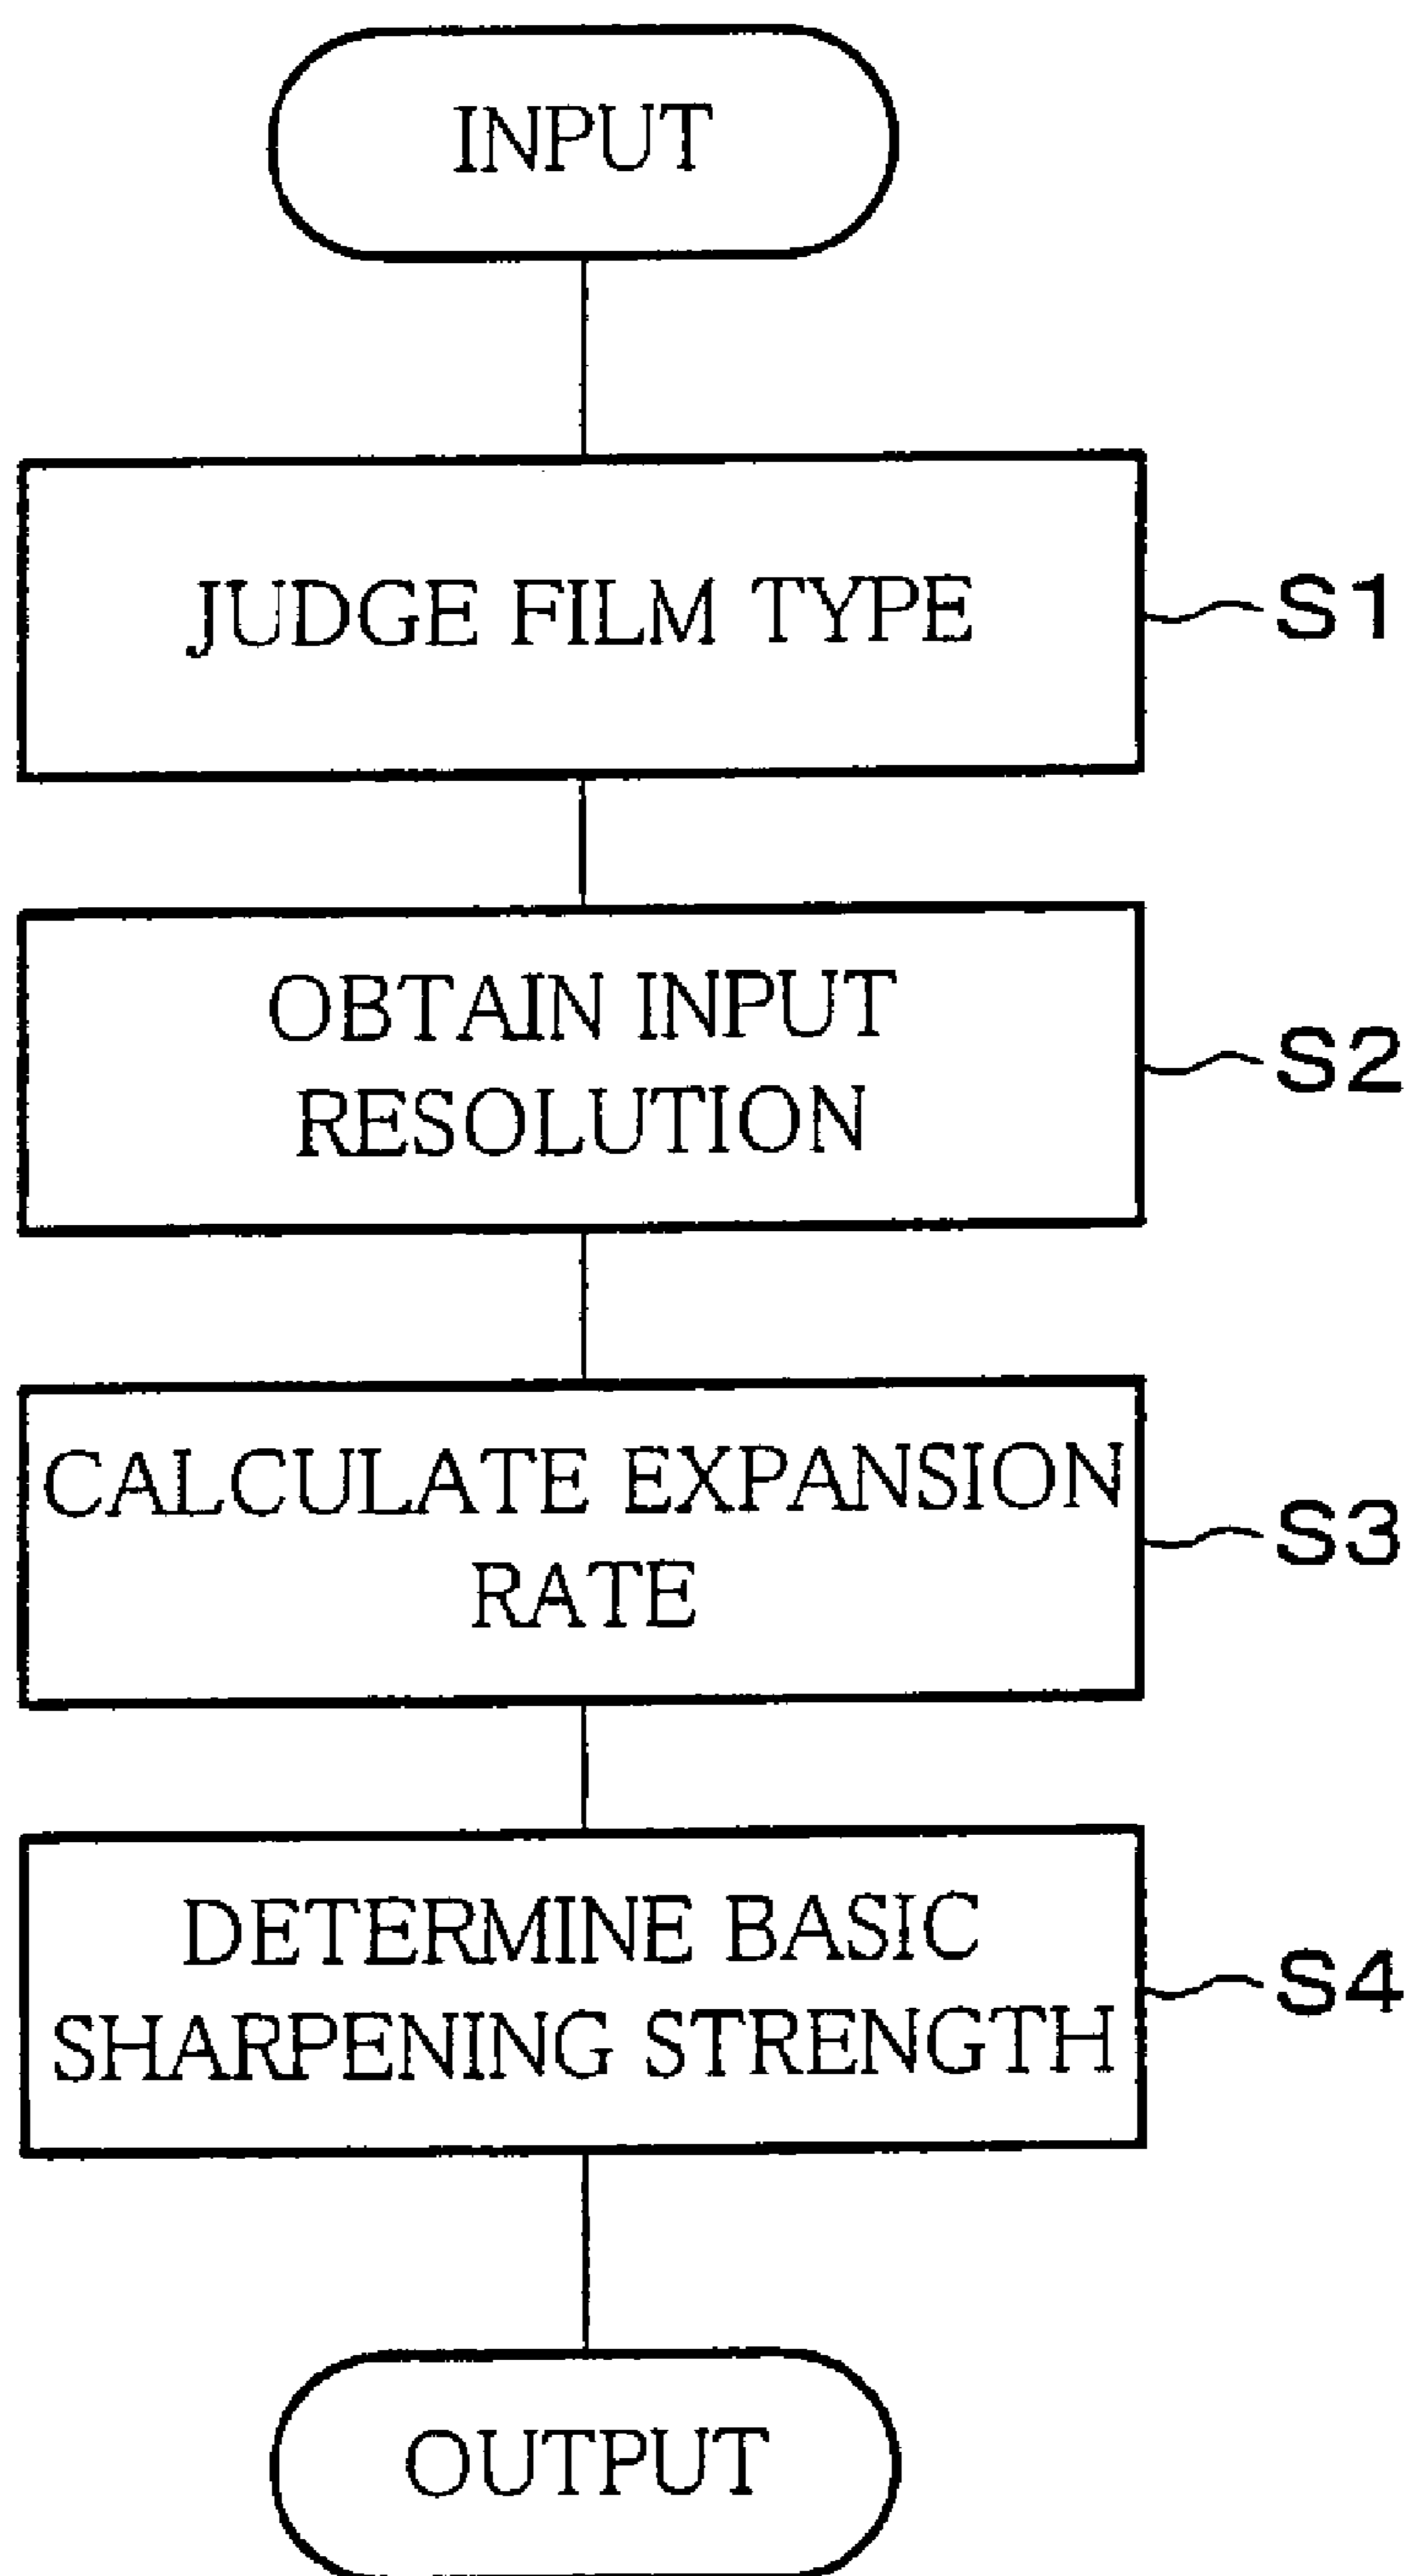 INPUT
JUDGE FILM TYPE
S1
OBTAIN INPUT
RESOLUTION
S2
CALCULATE EXPANSION
RATE
S3
DETERMINE BASIC
SHARPENING STRENGTH
S4
OUTPUT